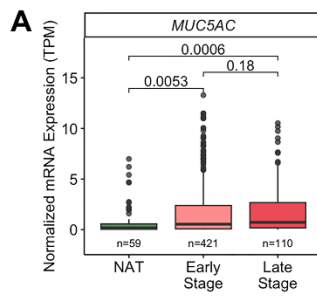 A
MUC5AC
Normalized mRNA Expression (TPM)
0.0006
0.0053
0.18
15
10
5
0
n=59 n=421 n=110
NAT Early Stage Late Stage